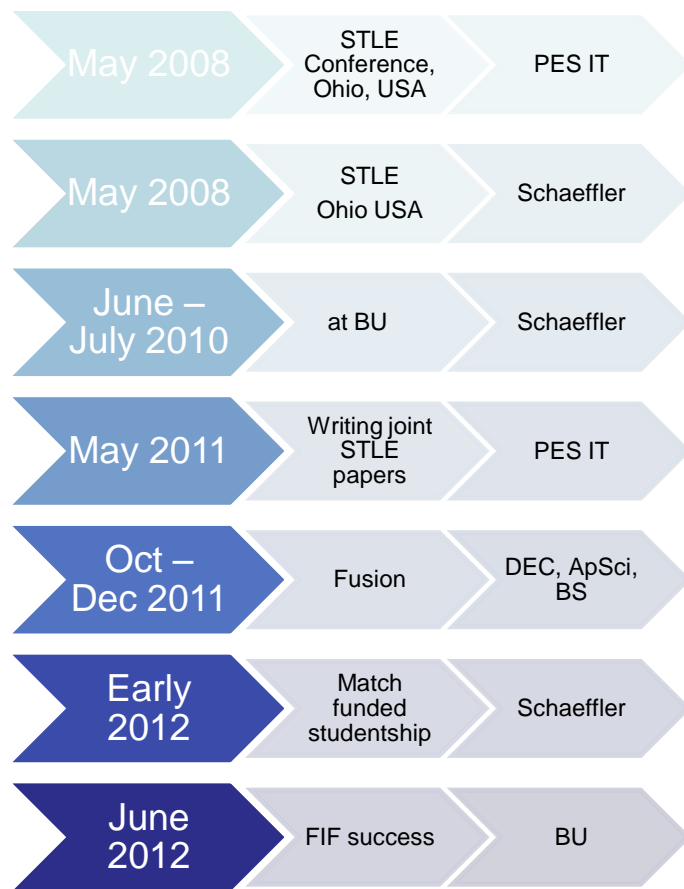 May 2008
STLE
Conference,
Ohio, USA
PES IT
May 2008
STLE
Ohio USA
Schaeffler
June –
July 2010
at BU
Schaeffler
May 2011
Writing joint
STLE
papers
PES IT
Oct –
Dec 2011
Fusion
DEC, ApSci,
BS
Early
2012
Match
funded
studentship
Schaeffler
June
2012
FIF success
BU